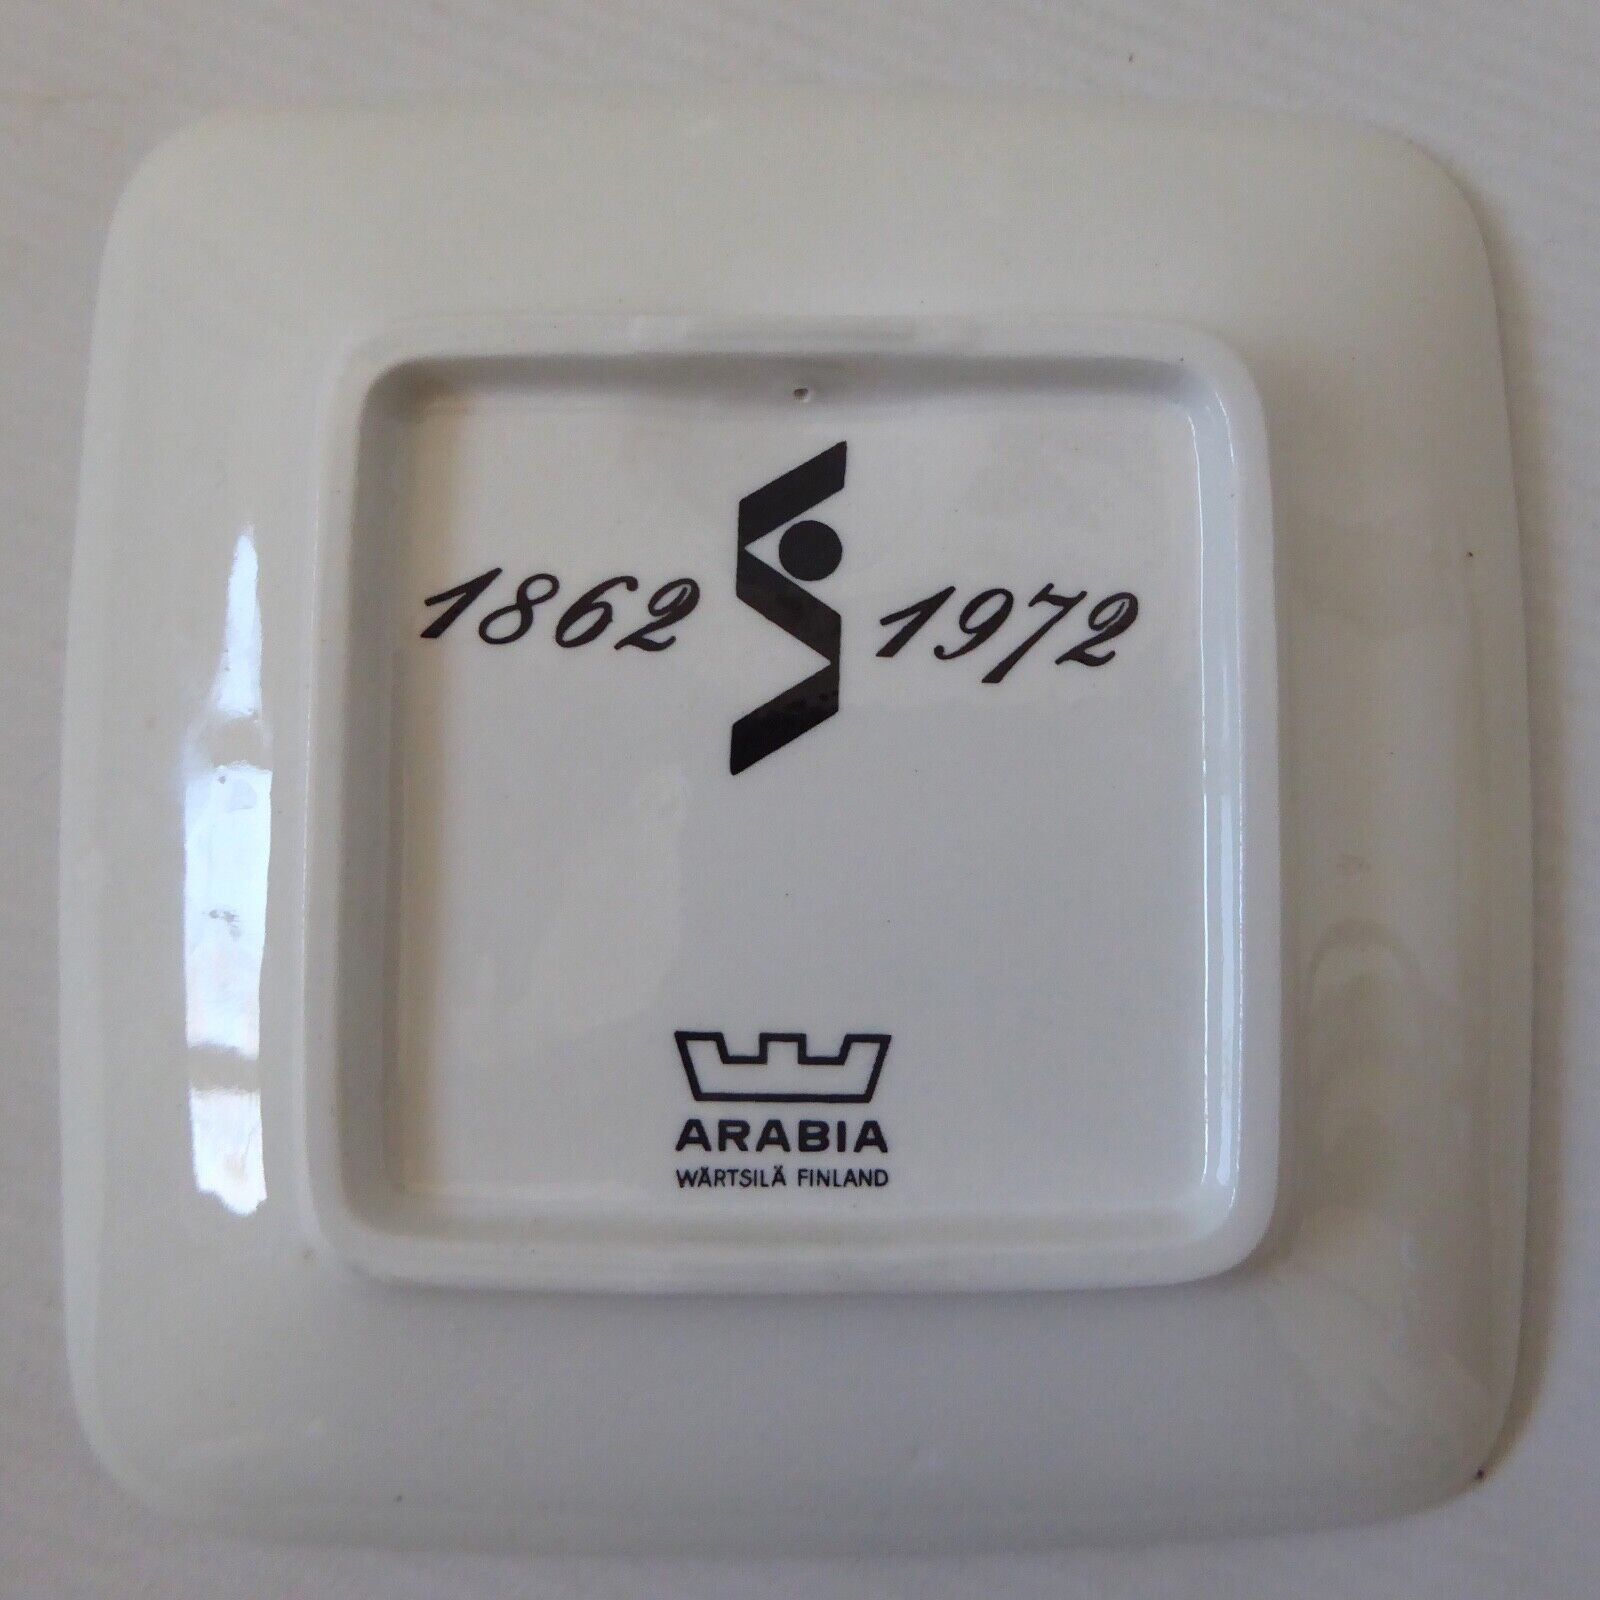 1862 1972
ARABIA
WÄRTSILÄ FINLAND